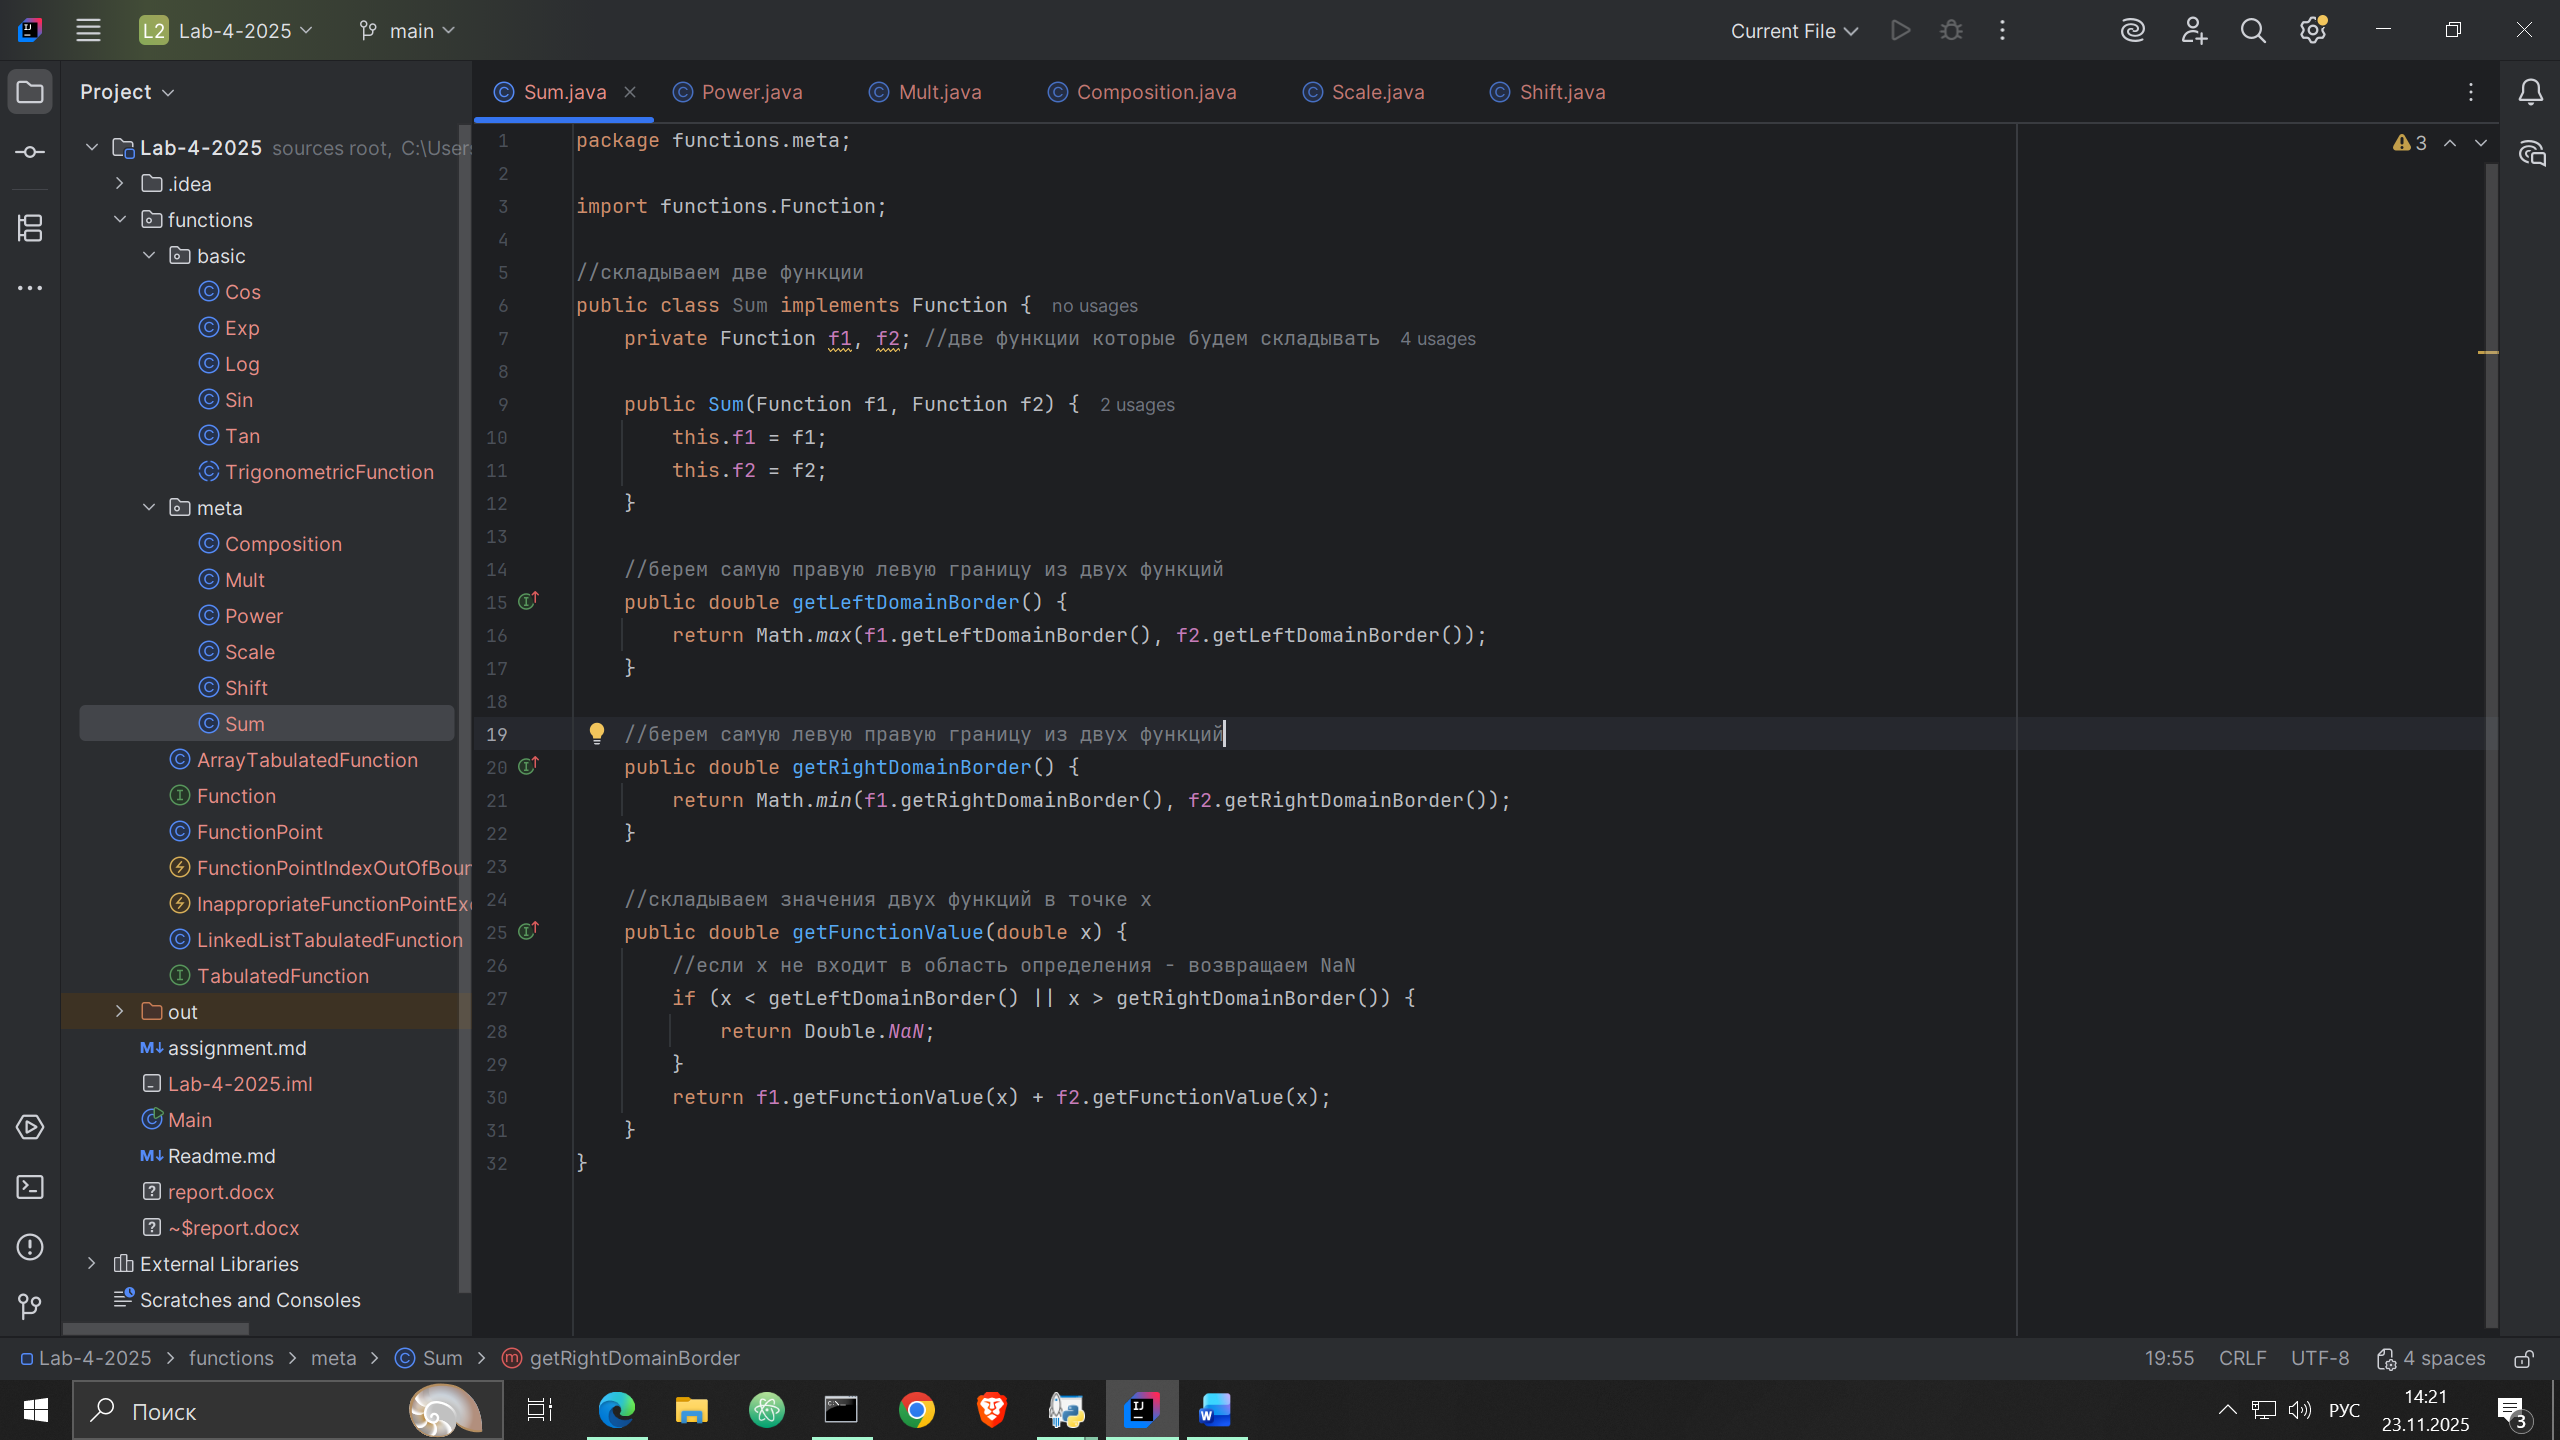 L2 Lab-4-2025 main Current File
Project
Sum.java Power.java Mult.java Composition.java Scale.java Shift.java
Lab-4-2025 sources root, C:\User
.idea
functions
basic
Cos
Exp
Log
Sin
Tan
TrigonometricFunction
meta
Composition
Mult
Power
Scale
Shift
Sum
ArrayTabulatedFunction
Function
FunctionPoint
FunctionPointIndexOutOfBour
InappropriateFunctionPointExc
LinkedListTabulatedFunction
TabulatedFunction
out
assignment.md
Lab-4-2025.iml
Main
Readme.md
report.docx
~$report.docx
External Libraries
Scratches and Consoles
3
1 package functions.meta;
2
3 import functions.Function;
4
5 //складываем две функции
6 public class Sum implements Function { no usages
7 private Function f1, f2; //две функции которые будем складывать 4 usages
8
9 public Sum(Function f1, Function f2) { 2 usages
10 this.f1 = f1;
11 this.f2 = f2;
12 }
13
14 //берем самую правую левую границу из двух функций
15 public double getLeftDomainBorder() {
16 return Math.max(f1.getLeftDomainBorder(), f2.getLeftDomainBorder());
17 }
18
19 //берем самую левую правую границу из двух функций
20 public double getRightDomainBorder() {
21 return Math.min(f1.getRightDomainBorder(), f2.getRightDomainBorder());
22 }
23
24 //складываем значения двух функций в точке x
25 public double getFunctionValue(double x) {
26 //если x не входит в область определения - возвращаем NaN
27 if (x < getLeftDomainBorder() || x > getRightDomainBorder()) {
28 return Double.NaN;
29 }
30 return f1.getFunctionValue(x) + f2.getFunctionValue(x);
31 }
32 }
Lab-4-2025 > functions > meta > Sum > getRightDomainBorder 19:55 CRLF UTF-8 4 spaces
Поиск РУС 14:21
23.11.2025 3